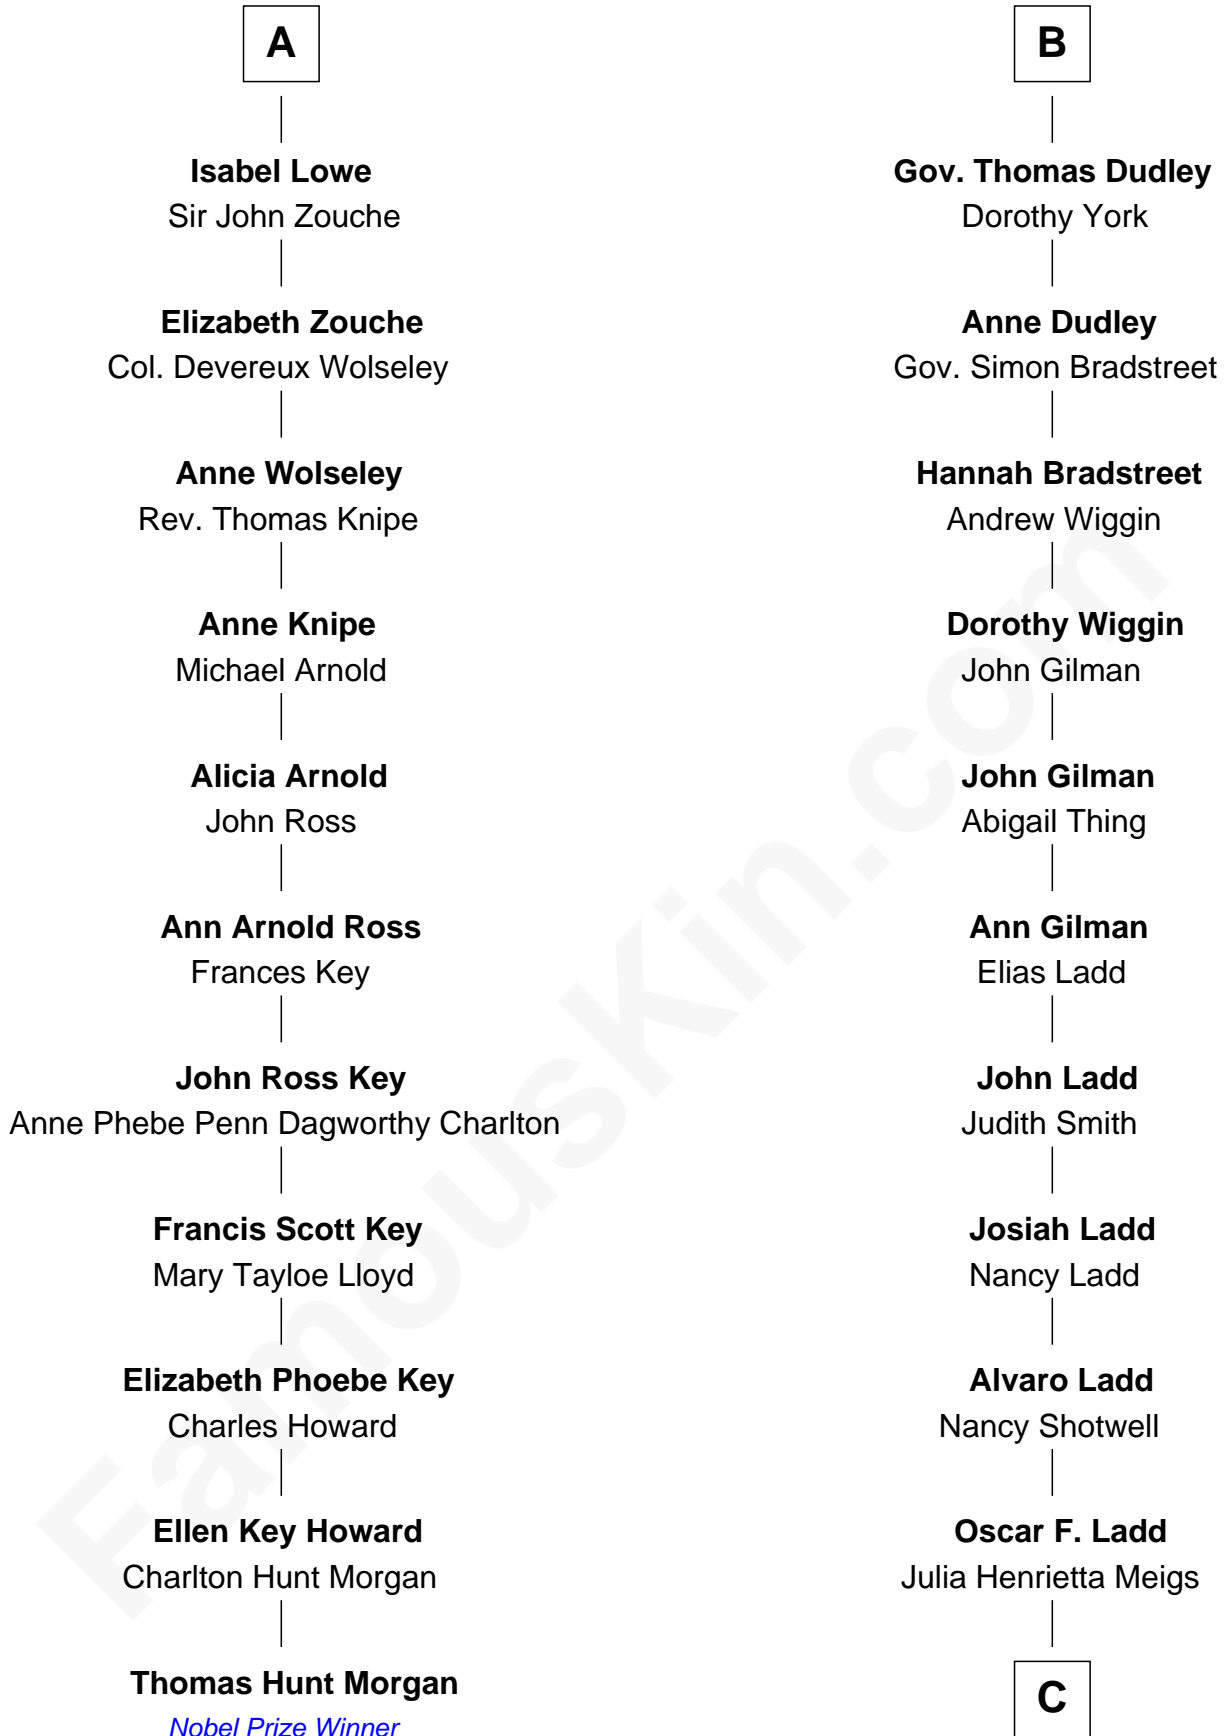 A
Isabel Lowe
Sir John Zouche
Elizabeth Zouche
Col. Devereux Wolseley
Anne Wolseley
Rev. Thomas Knipe
Anne Knipe
Michael Arnold
Alicia Arnold
John Ross
Ann Arnold Ross
Frances Key
John Ross Key
Anne Phebe Penn Dagworthy Charlton
Francis Scott Key
Mary Tayloe Lloyd
Elizabeth Phoebe Key
Charles Howard
Ellen Key Howard
Charlton Hunt Morgan
Thomas Hunt Morgan
Nobel Prize Winner
B
Gov. Thomas Dudley
Dorothy York
Anne Dudley
Gov. Simon Bradstreet
Hannah Bradstreet
Andrew Wiggin
Dorothy Wiggin
John Gilman
John Gilman
Abigail Thing
Ann Gilman
Elias Ladd
John Ladd
Judith Smith
Josiah Ladd
Nancy Ladd
Alvaro Ladd
Nancy Shotwell
Oscar F. Ladd
Julia Henrietta Meigs
C
FamousKin.com